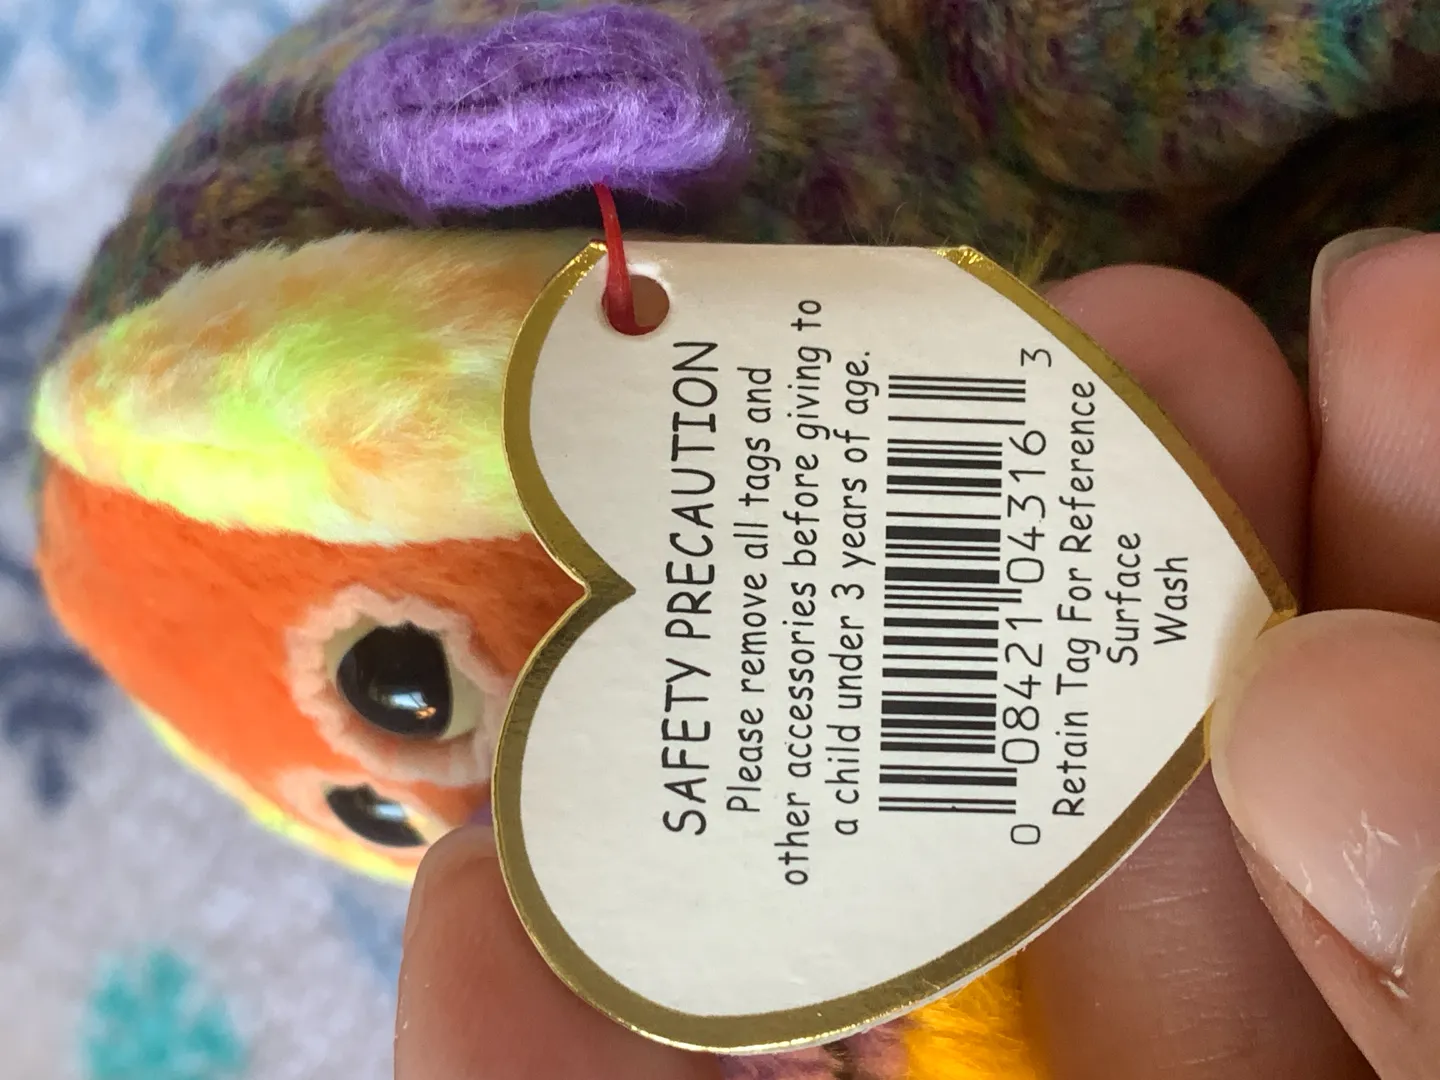 SAFETY PRECAUTION
Please remove all tags and
other accessories before giving to
a child under 3 years of age.
0 08421 04316 3
Retain Tag For Reference
Surface
Wash